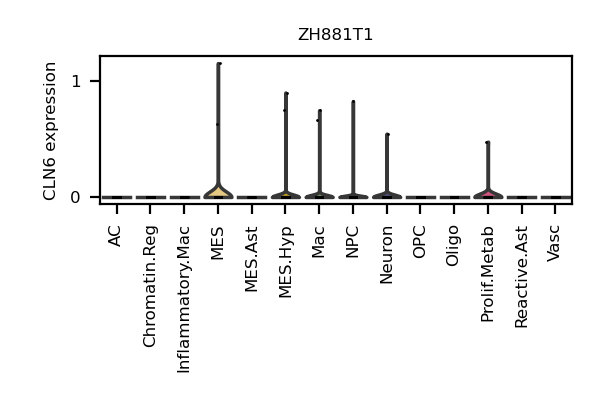 ZH881T1
CLN6 expression
1
0
AC
Chromatin.Reg
Inflammatory.Mac
MES
MES.Ast
MES.Hyp
Mac
NPC
Neuron
OPC
Oligo
Prolif.Metab
Reactive.Ast
Vasc